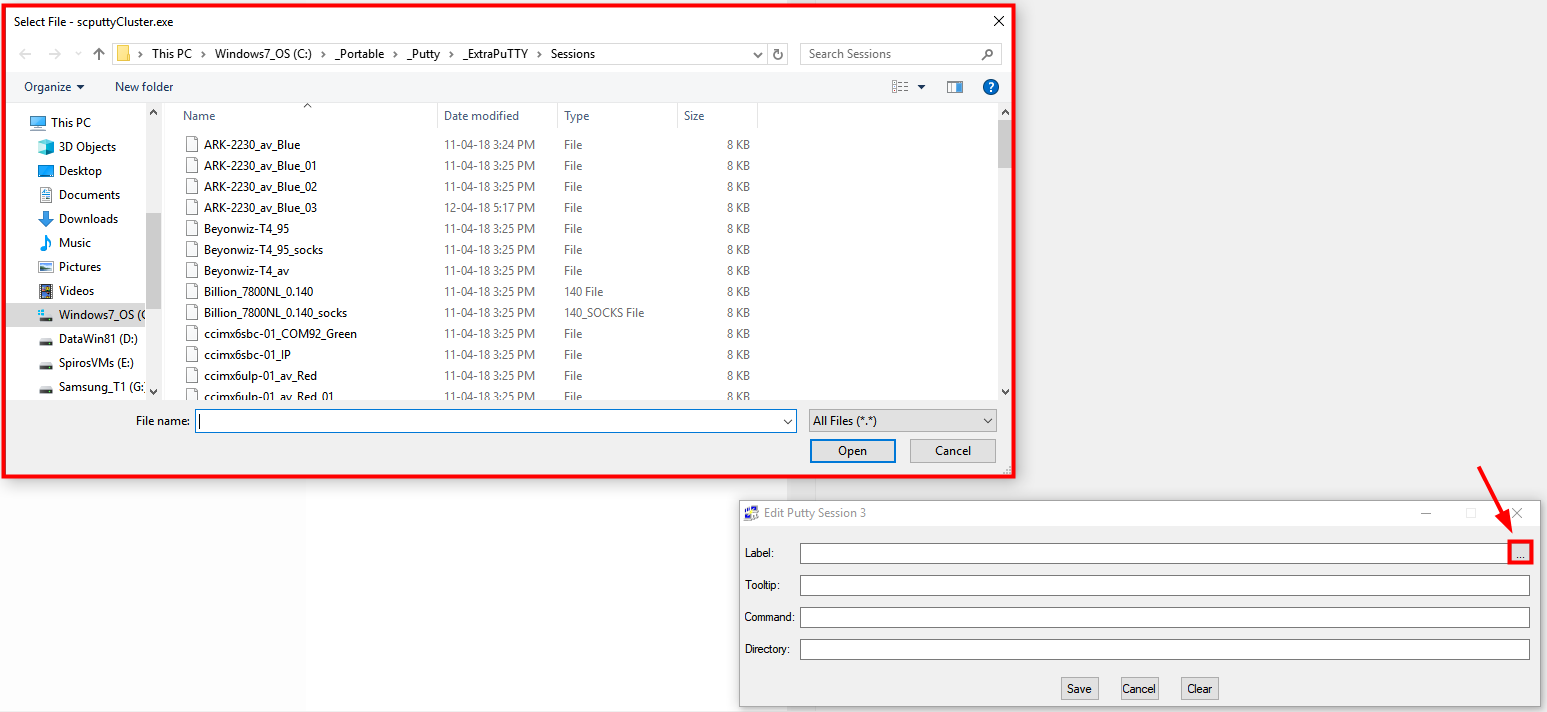 Select File - scputtyCluster.exe
This PC > Windows7_OS (C:) > _Portable > _Putty > _ExtraPuTTY > Sessions
Search Sessions
Organize
New folder
?
This PC
3D Objects
Desktop
Documents
Downloads
Music
Pictures
Videos
Windows7_OS (C
DataWin81 (D:)
SpirosVMs (E:)
Samsung_T1 (G:
Name Date modified Type Size
ARK-2230_av_Blue 11-04-18 3:24 PM File 8 KB
ARK-2230_av_Blue_01 11-04-18 3:25 PM File 8 KB
ARK-2230_av_Blue_02 11-04-18 3:25 PM File 8 KB
ARK-2230_av_Blue_03 12-04-18 5:17 PM File 8 KB
Beyonwiz-T4_95 11-04-18 3:25 PM File 8 KB
Beyonwiz-T4_95_socks 11-04-18 3:25 PM File 8 KB
Beyonwiz-T4_av 11-04-18 3:25 PM File 8 KB
Billion_7800NL_0.140 11-04-18 3:25 PM 140 File 8 KB
Billion_7800NL_0.140_socks 11-04-18 3:25 PM 140_SOCKS File 8 KB
ccimx6sbc-01_COM92_Green 11-04-18 3:25 PM File 8 KB
ccimx6sbc-01_IP 11-04-18 3:25 PM File 8 KB
ccimx6ulp-01_av_Red 11-04-18 3:25 PM File 8 KB
ccimx6ulp-01_av_Red_01 11-04-18 3:25 PM File 8 KB
File name:
All Files (*.*)
Open
Cancel
Edit Putty Session 3
Label:
...
Tooltip:
Command:
Directory:
Save
Cancel
Clear